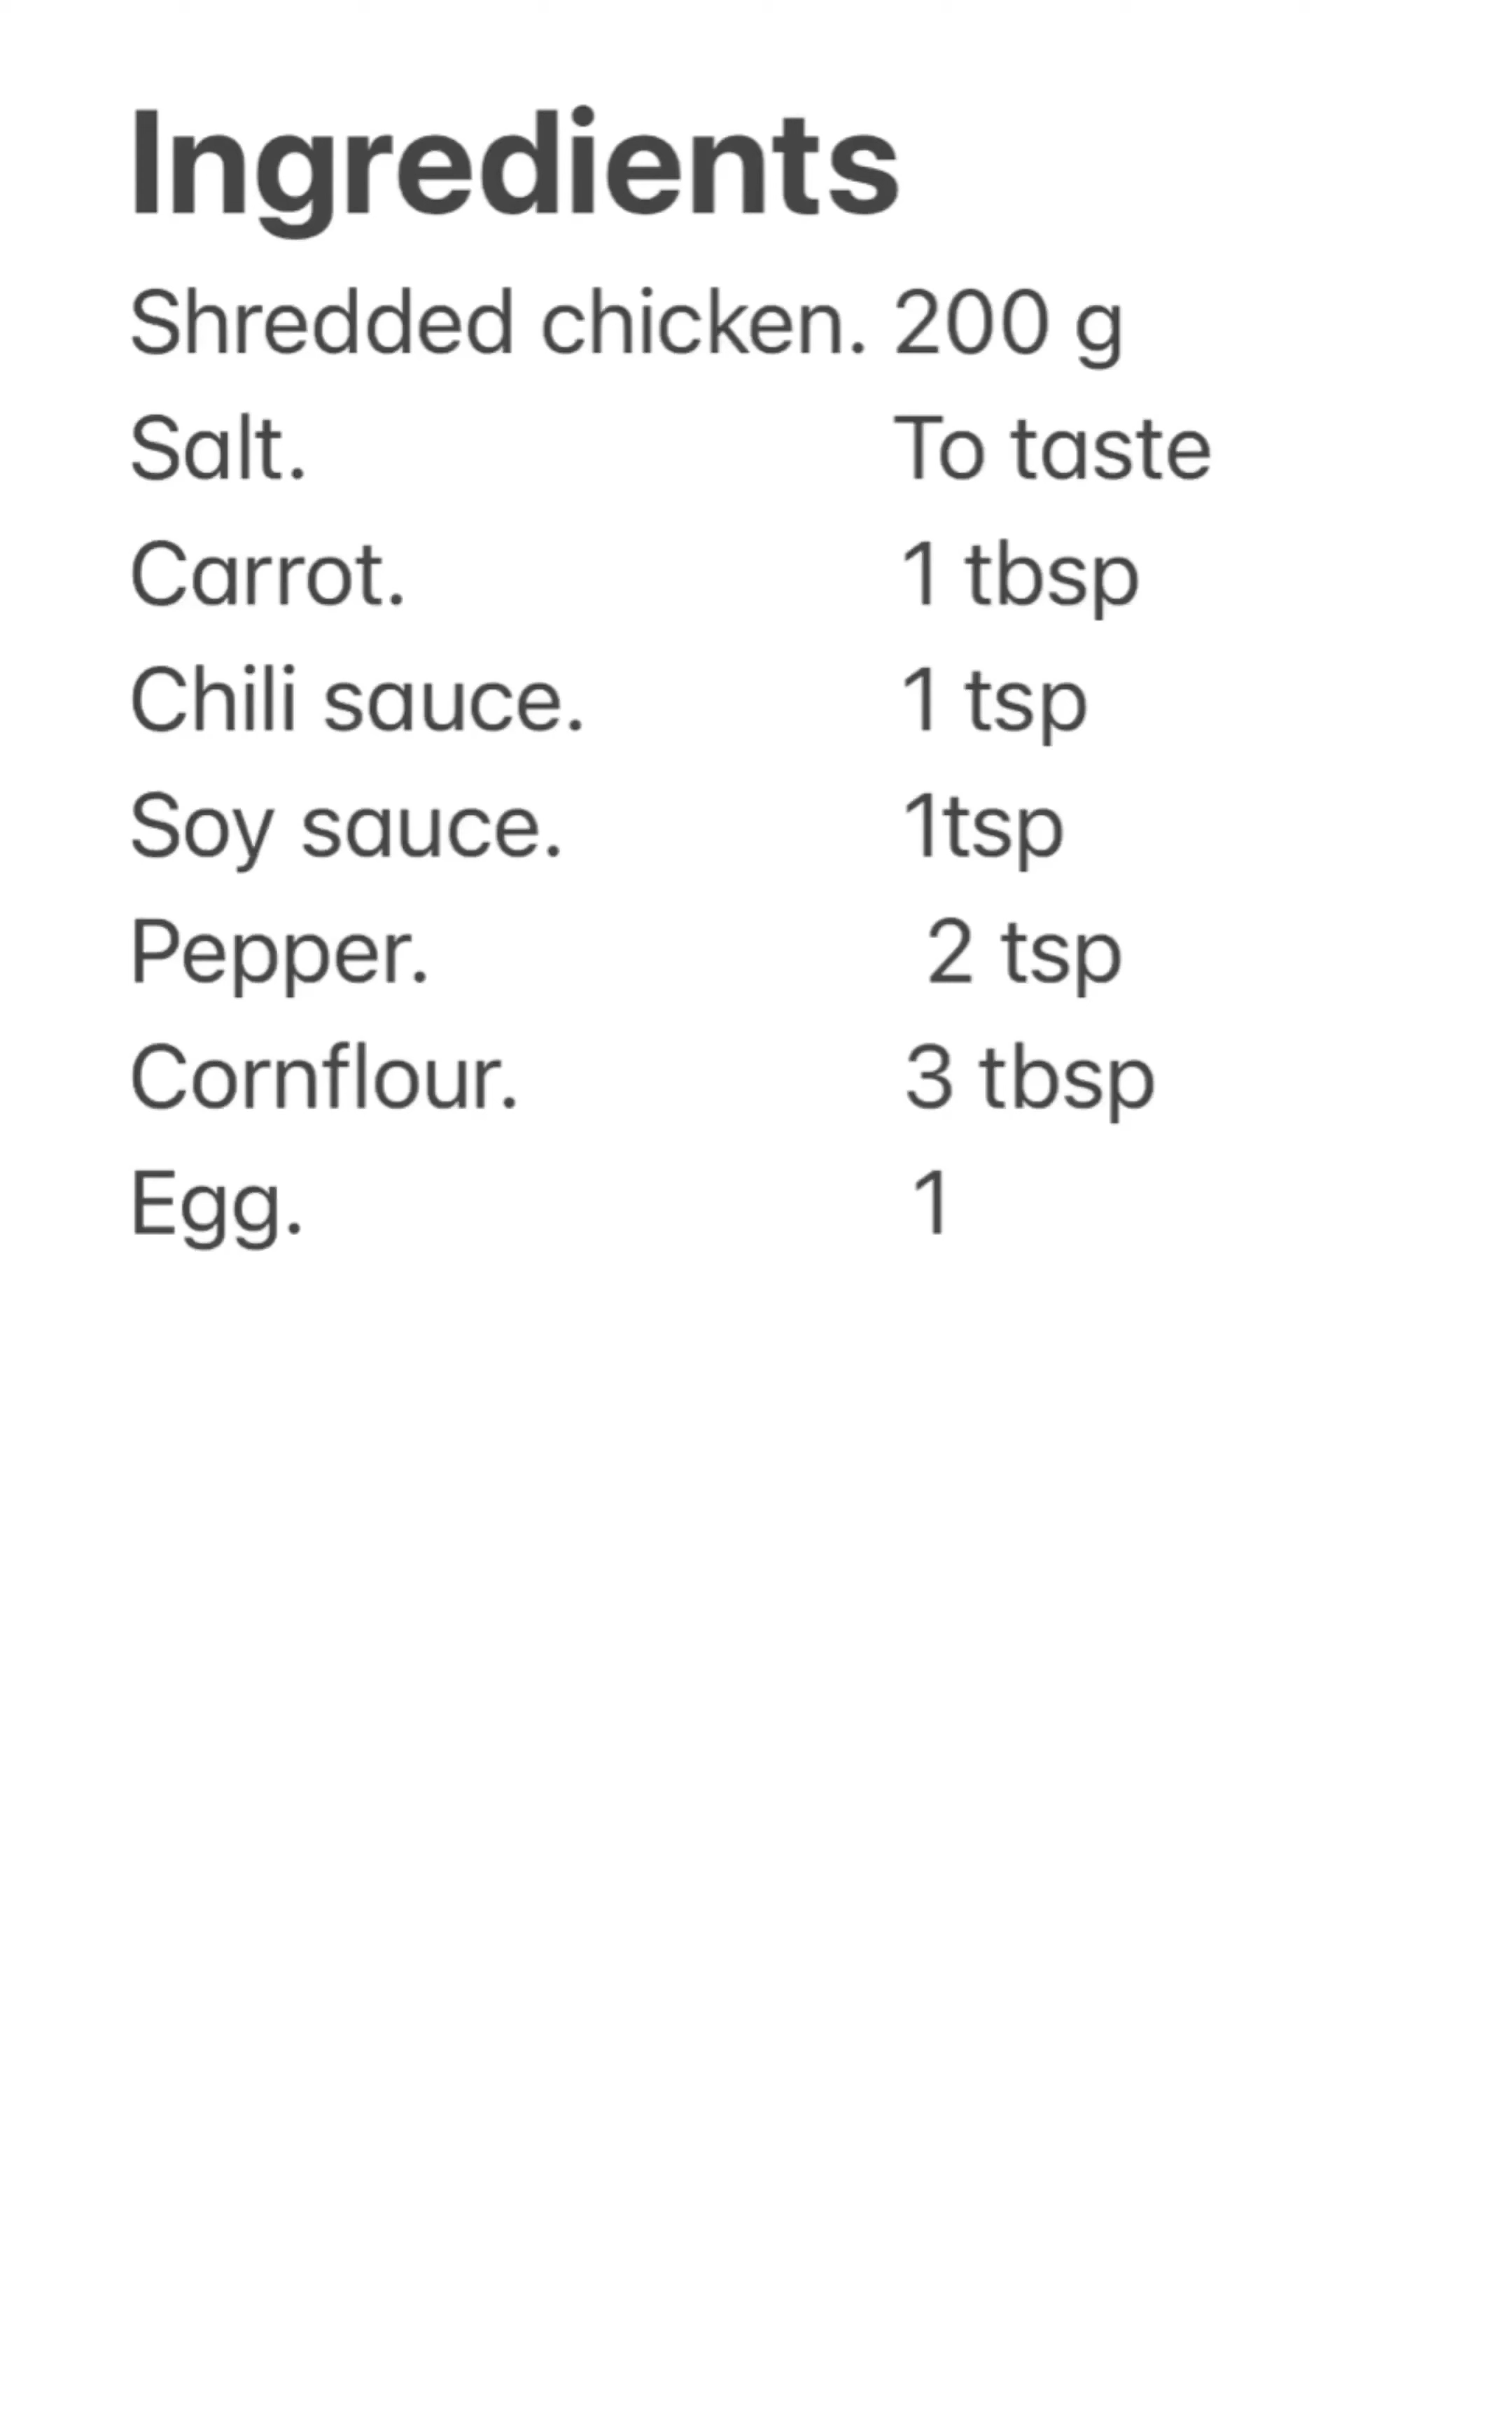 Ingredients
Shredded chicken. 200 g
Salt. To taste
Carrot. 1 tbsp
Chili sauce. 1 tsp
Soy sauce. 1tsp
Pepper. 2 tsp
Cornflour. 3 tbsp
Egg. 1